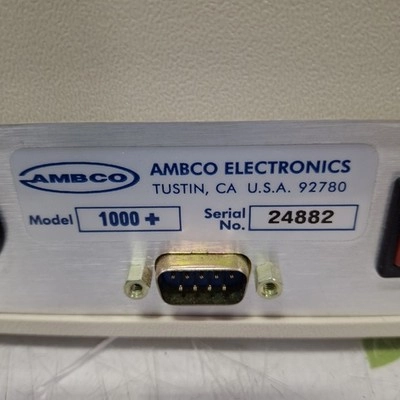 AMBCO
AMBCO ELECTRONICS
TUSTIN, CA U.S.A. 92780
Model 1000 + Serial No. 24882